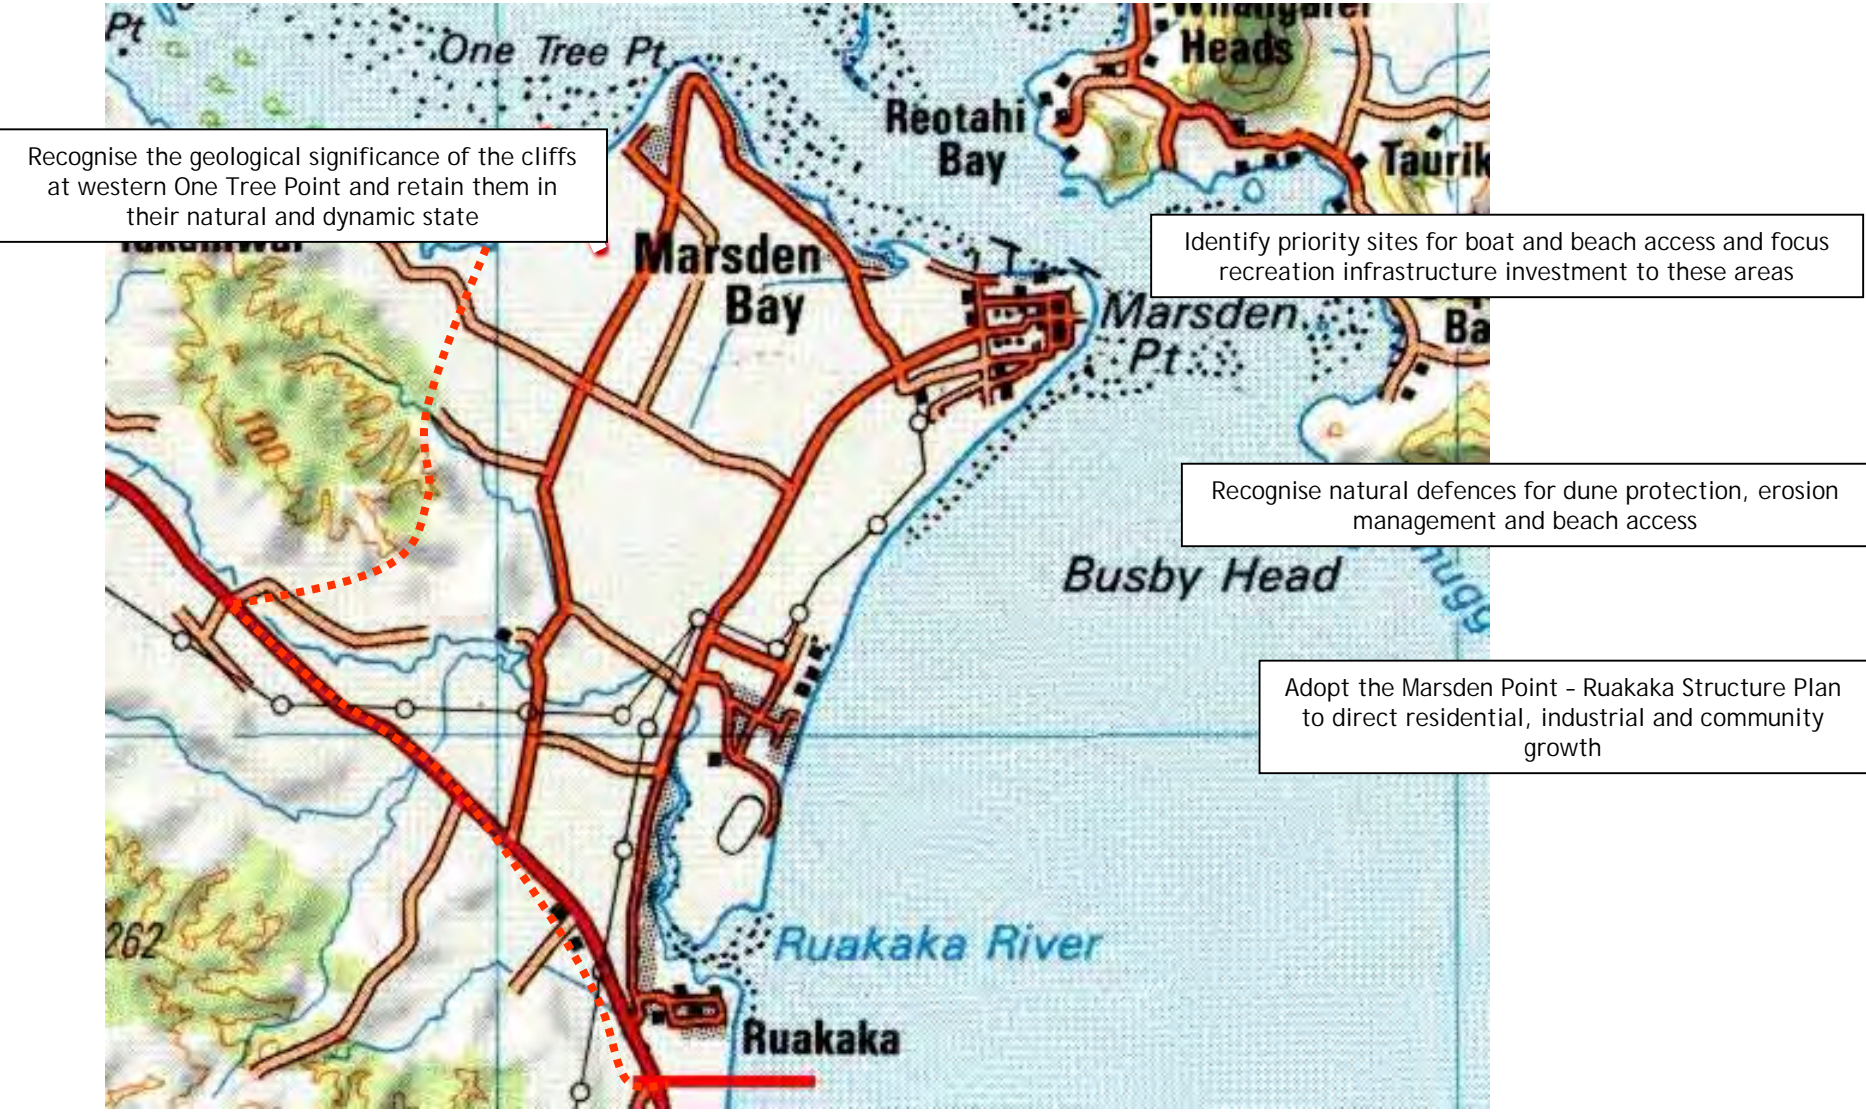 Pt
One Tree Pt
Heads
Reotahi
Bay
Recognise the geological significance of the cliffs
at western One Tree Point and retain them in
their natural and dynamic state
Marsden
Bay
Identify priority sites for boat and beach access and focus
recreation infrastructure investment to these areas
Marsden
Pt
Ba
100
Recognise natural defences for dune protection, erosion
management and beach access
Busby Head
Adopt the Marsden Point – Ruakaka Structure Plan
to direct residential, industrial and community
growth
262
Ruakaka River
Ruakaka